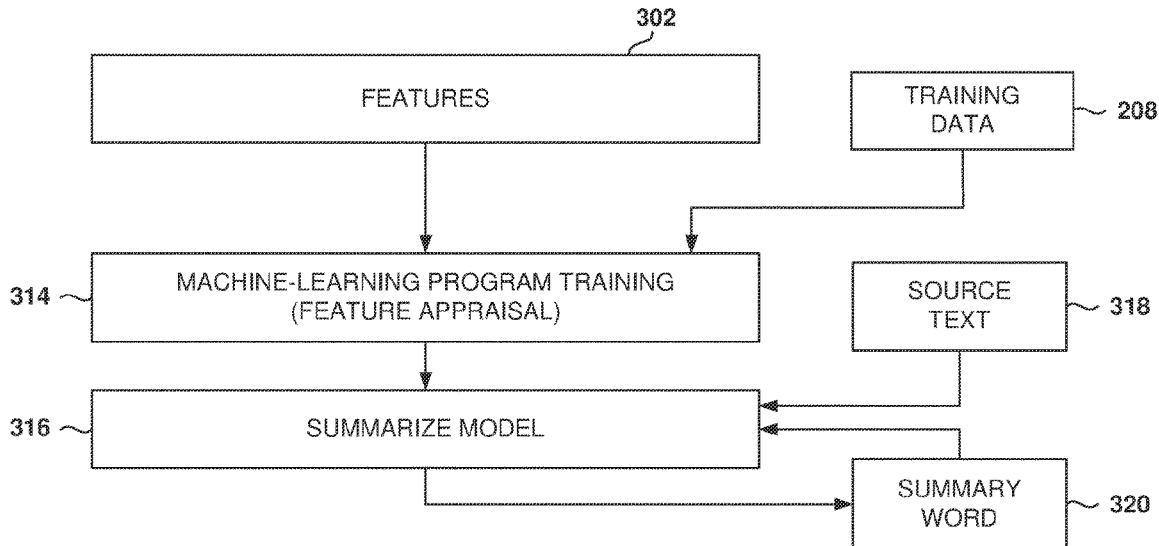 302
FEATURES
TRAINING
DATA
208
314
MACHINE-LEARNING PROGRAM TRAINING
(FEATURE APPRAISAL)
SOURCE
TEXT
318
316
SUMMARIZE MODEL
SUMMARY
WORD
320